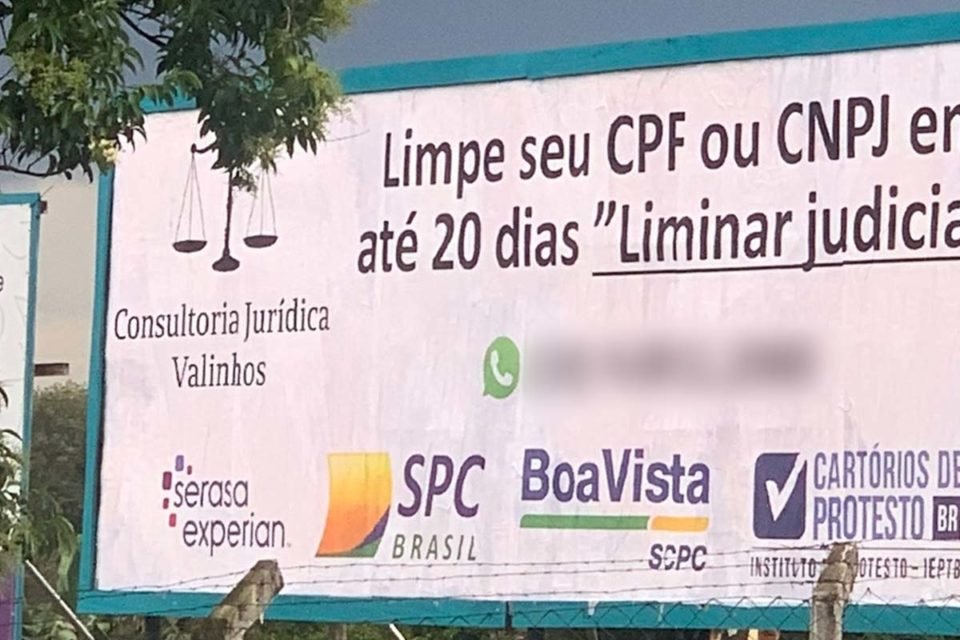 Limpe seu CPF ou CNPJ
até 20 dias ”Liminar
Consultoria Jurídica
Valinhos
serasa
experian
SPC
BRASIL
BoaVista
SCPC
CARTÓRIOS DE
PROTESTO BR